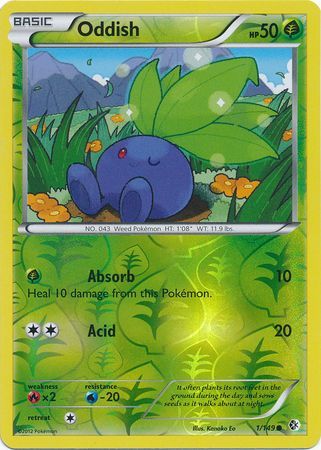 BASIC
Oddish
HP50
NO. 043 Weed Pokémon HT: 1'08" WT: 11.9 lbs.
Absorb 10
Heal 10 damage from this Pokémon.
Acid 20
weakness
×2
resistance
-20
It often plants its root feet in the
ground during the day and sows
seeds as it walks about at night.
retreat
©2012 Pokémon
Illus. Kanako Eo
1/149